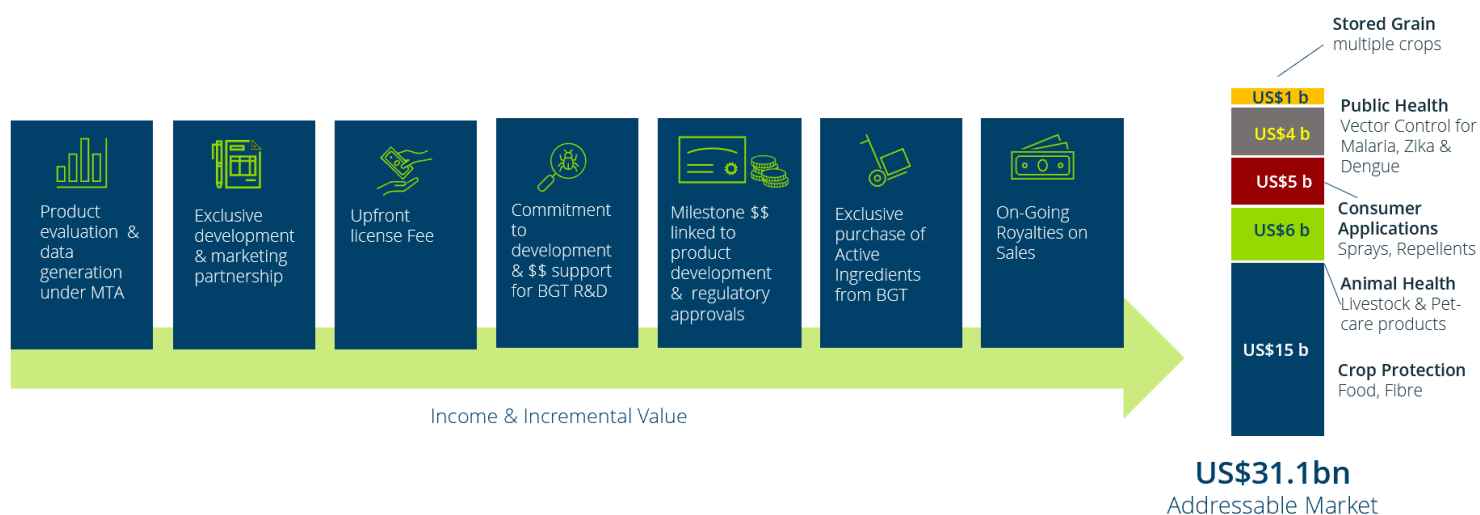 Product
evaluation &
data
generation
under MTA
Exclusive
development
& marketing
partnership
Upfront
license Fee
Commitment
to
development
& $$ support
for BGT R&D
Milestone $$
linked to
product
development
& regulatory
approvals
Exclusive
purchase of
Active
Ingredients
from BGT
On-Going
Royalties on
Sales
Income & Incremental Value
Stored Grain
multiple crops
US$1 b
Public Health
Vector Control for
Malaria, Zika &
Dengue
US$4 b
US$5 b
Consumer
Applications
Sprays, Repellents
US$6 b
Animal Health
Livestock & Pet-
care products
US$15 b
Crop Protection
Food, Fibre
US$31.1bn
Addressable Market